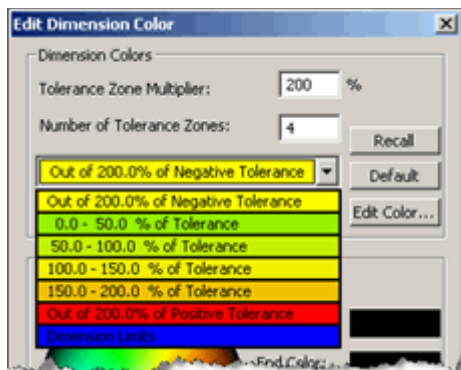 Edit Dimension Color
Dimension Colors
Tolerance Zone Multiplier: 200 %
Number of Tolerance Zones: 4
Recall
Out of 200.0% of Negative Tolerance
Default
Out of 200.0% of Negative Tolerance
Edit Color...
0.0 - 50.0 % of Tolerance
50.0 - 100.0 % of Tolerance
100.0 - 150.0 % of Tolerance
150.0 - 200.0 % of Tolerance
Out of 200.0% of Positive Tolerance
Dimension Limits
End Color: